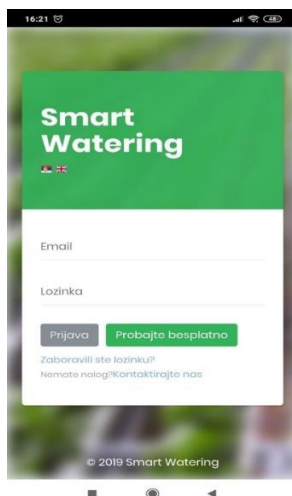 16:21
48
Smart
Watering
Email
Lozinka
Prijava Probajte besplatno
Zaboravili ste lozinku?
Nemate nalog?Kontaktirajte nas
© 2019 Smart Watering